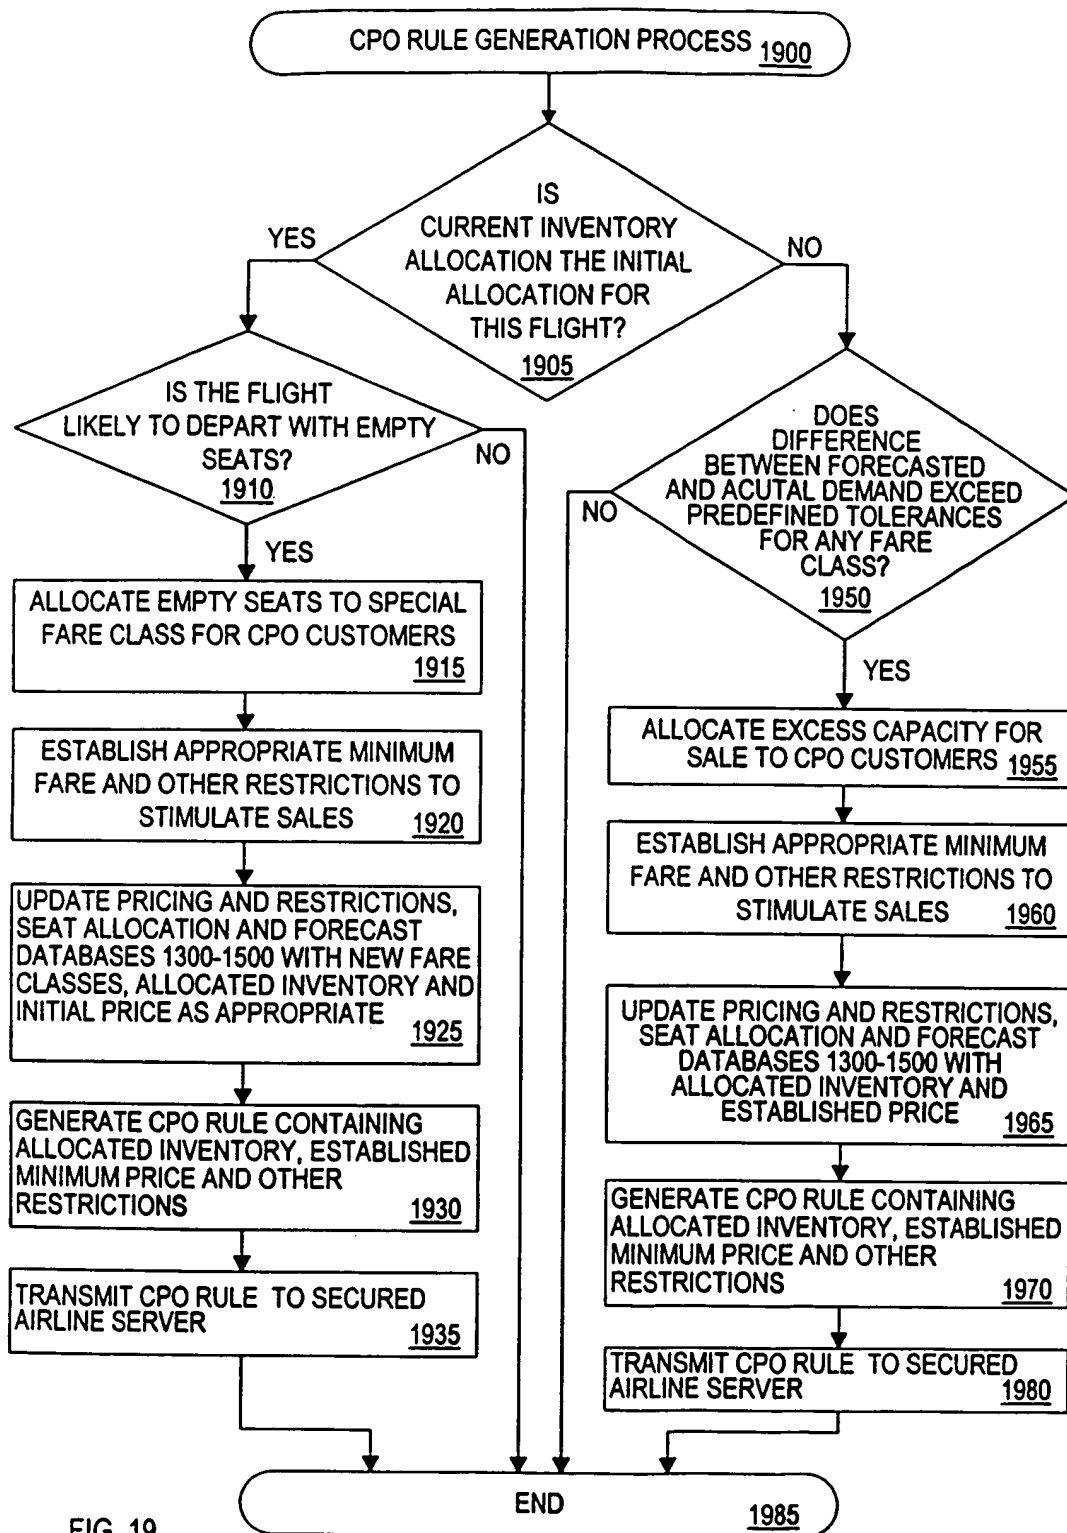 CPO RULE GENERATION PROCESS 1900
IS
CURRENT INVENTORY
ALLOCATION THE INITIAL
ALLOCATION FOR
THIS FLIGHT?
1905
YES
NO
IS THE FLIGHT
LIKELY TO DEPART WITH EMPTY
SEATS?
1910
NO
YES
DOES
DIFFERENCE
BETWEEN FORECASTED
AND ACUTAL DEMAND EXCEED
PREDEFINED TOLERANCES
FOR ANY FARE
CLASS?
1950
NO
YES
ALLOCATE EMPTY SEATS TO SPECIAL
FARE CLASS FOR CPO CUSTOMERS
1915
ESTABLISH APPROPRIATE MINIMUM
FARE AND OTHER RESTRICTIONS TO
STIMULATE SALES 1920
UPDATE PRICING AND RESTRICTIONS,
SEAT ALLOCATION AND FORECAST
DATABASES 1300-1500 WITH NEW FARE
CLASSES, ALLOCATED INVENTORY AND
INITIAL PRICE AS APPROPRIATE 1925
GENERATE CPO RULE CONTAINING
ALLOCATED INVENTORY, ESTABLISHED
MINIMUM PRICE AND OTHER
RESTRICTIONS 1930
TRANSMIT CPO RULE TO SECURED
AIRLINE SERVER 1935
ALLOCATE EXCESS CAPACITY FOR
SALE TO CPO CUSTOMERS 1955
ESTABLISH APPROPRIATE MINIMUM
FARE AND OTHER RESTRICTIONS TO
STIMULATE SALES 1960
UPDATE PRICING AND RESTRICTIONS,
SEAT ALLOCATION AND FORECAST
DATABASES 1300-1500 WITH
ALLOCATED INVENTORY AND
ESTABLISHED PRICE 1965
GENERATE CPO RULE CONTAINING
ALLOCATED INVENTORY, ESTABLISHED
MINIMUM PRICE AND OTHER
RESTRICTIONS 1970
TRANSMIT CPO RULE TO SECURED
AIRLINE SERVER 1980
END 1985
FIG. 19